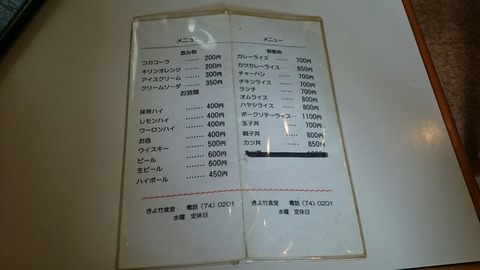 メニュー
飲み物
コカコーラ …… 200円
キリンオレンジ …… 200円
アイスクリーム …… 300円
クリームソーダ …… 350円
お酒類
抹茶ハイ …… 400円
レモンハイ …… 400円
ウーロンハイ …… 400円
お酒 …… 400円
ウイスキー …… 500円
ビール …… 600円
生ビール …… 600円
ハイボール …… 450円
きよ竹食堂 電話(74)0201
水曜 定休日
メニュー
御飯物
カレーライス …… 700円
カツカレーライス …… 850円
チャーハン …… 700円
チキンライス …… 700円
ランチ …… 700円
オムライス …… 800円
ハヤシライス …… 800円
ポークソテーライス …… 1100円
玉子丼 …… 700円
親子丼 …… 800円
カツ丼 …… 850円
きよ竹食堂 電話(74)0201
水曜 定休日